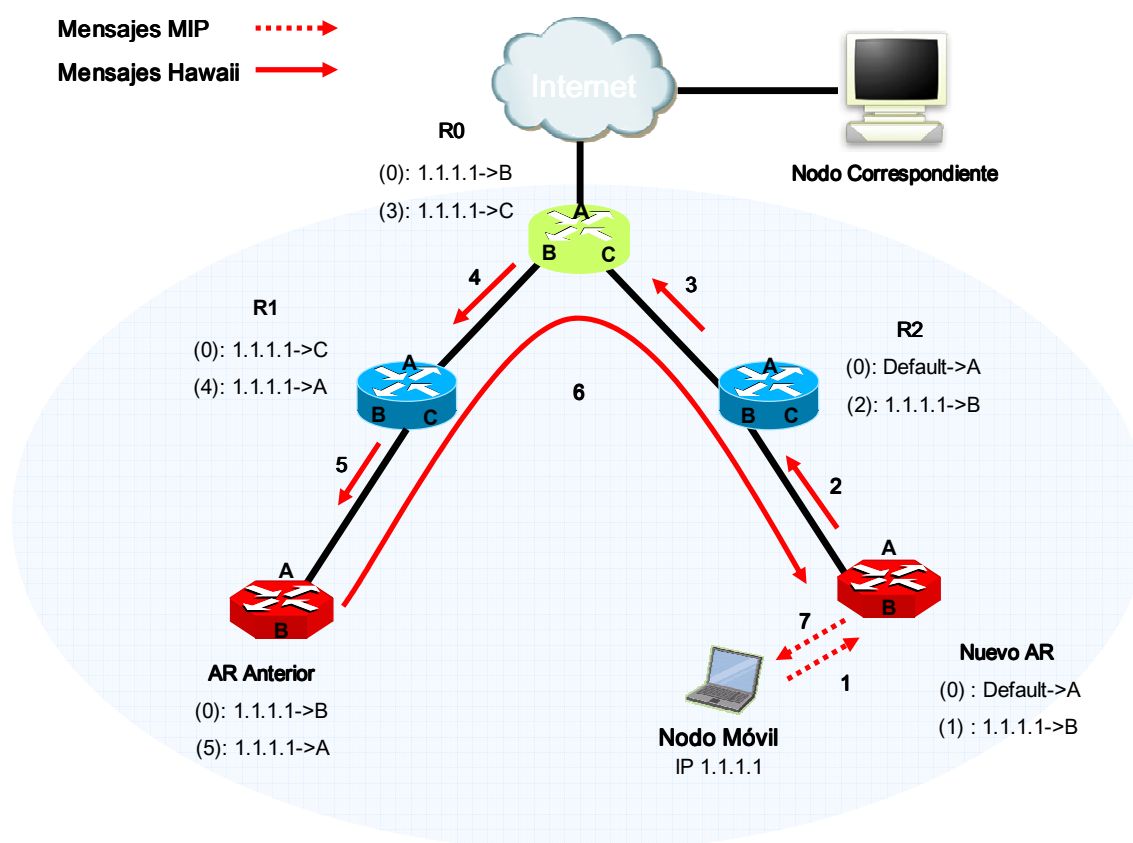 Mensajes MIP
Mensajes Hawaii
Internet
Nodo Correspondiente
R0
(0): 1.1.1.1->B
(3): 1.1.1.1->C
A
B
C
4
3
R1
(0): 1.1.1.1->C
(4): 1.1.1.1->A
A
B
C
6
R2
(0): Default->A
(2): 1.1.1.1->B
A
B
C
5
2
A
B
AR Anterior
(0): 1.1.1.1->B
(5): 1.1.1.1->A
A
B
7
1
Nodo Móvil
IP 1.1.1.1
Nuevo AR
(0) : Default->A
(1) : 1.1.1.1->B